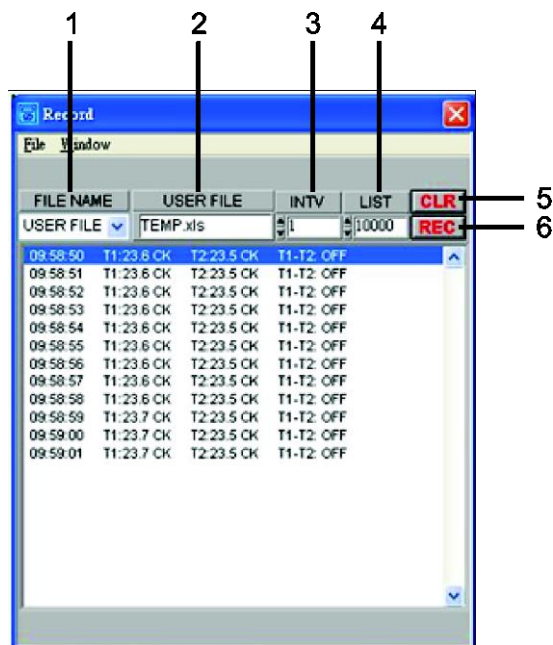 1 2 3 4
Record
File Window
FILE NAME USER FILE INTV LIST CLR 5
USER FILE TEMP.xls 1 10000 REC 6
09:58:50 T1:23.6 CK T2:23.5 CK T1-T2: OFF
09:58:51 T1:23.6 CK T2:23.5 CK T1-T2: OFF
09:58:52 T1:23.6 CK T2:23.5 CK T1-T2: OFF
09:58:53 T1:23.6 CK T2:23.5 CK T1-T2: OFF
09:58:54 T1:23.6 CK T2:23.5 CK T1-T2: OFF
09:58:55 T1:23.6 CK T2:23.5 CK T1-T2: OFF
09:58:56 T1:23.6 CK T2:23.5 CK T1-T2: OFF
09:58:57 T1:23.6 CK T2:23.5 CK T1-T2: OFF
09:58:58 T1:23.6 CK T2:23.5 CK T1-T2: OFF
09:58:59 T1:23.7 CK T2:23.5 CK T1-T2: OFF
09:59:00 T1:23.7 CK T2:23.5 CK T1-T2: OFF
09:59:01 T1:23.7 CK T2:23.5 CK T1-T2: OFF